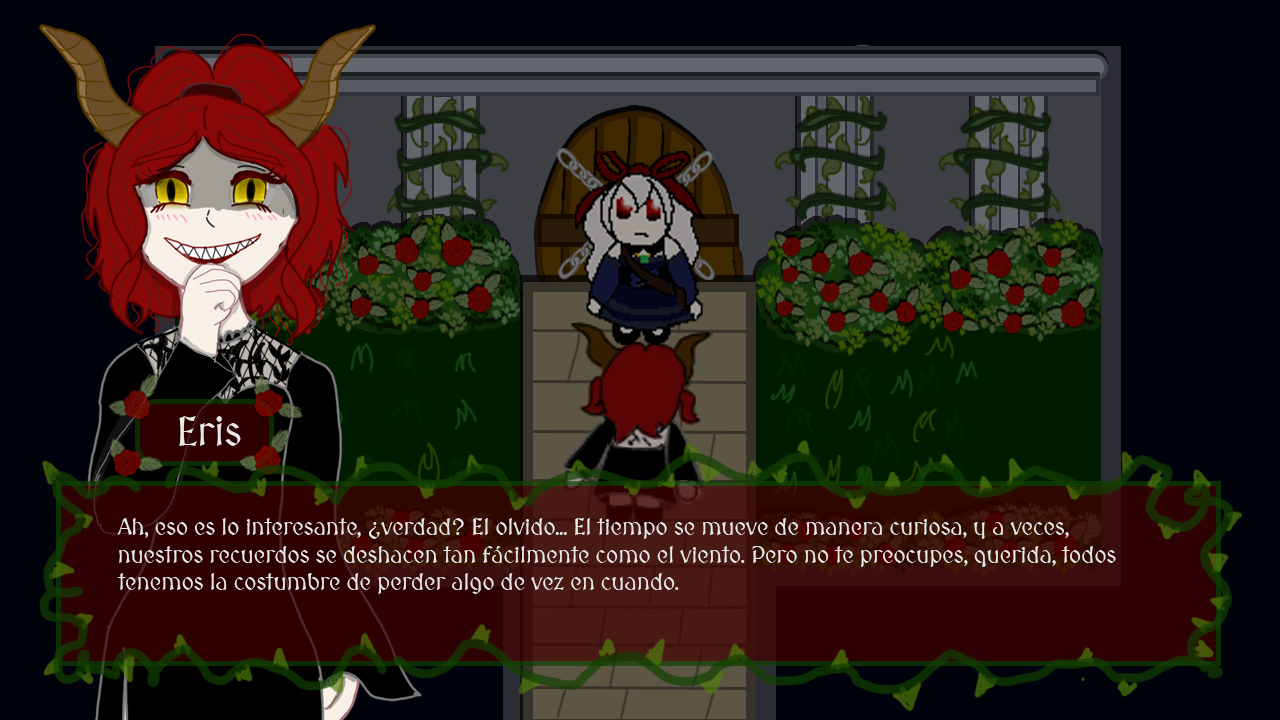 Eris
Ah, eso es lo interesante, ¿verdad? El olvido... El tiempo se mueve de manera curiosa, y a veces,
nuestros recuerdos se deshacen tan fácilmente como el viento. Pero no te preocupes, querida, todos
tenemos la costumbre de perder algo de vez en cuando.